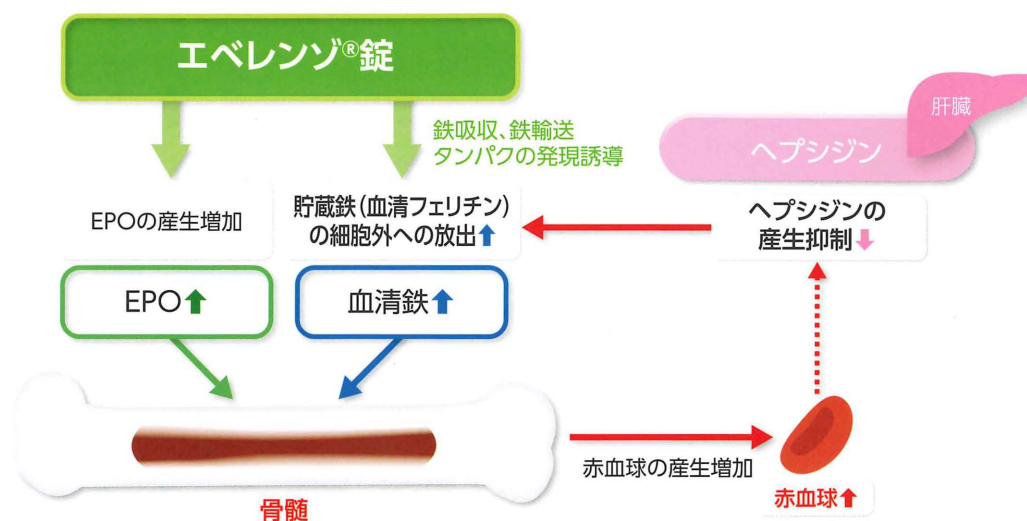 エベレンゾ®錠
鉄吸収、鉄輸送
タンパクの発現誘導
肝臓
ヘプシジン
EPOの産生増加
貯蔵鉄(血清フェリチン)
の細胞外への放出⬆
ヘプシジンの
産生抑制⬇
EPO⬆
血清鉄⬆
赤血球の産生増加
赤血球⬆
骨髄